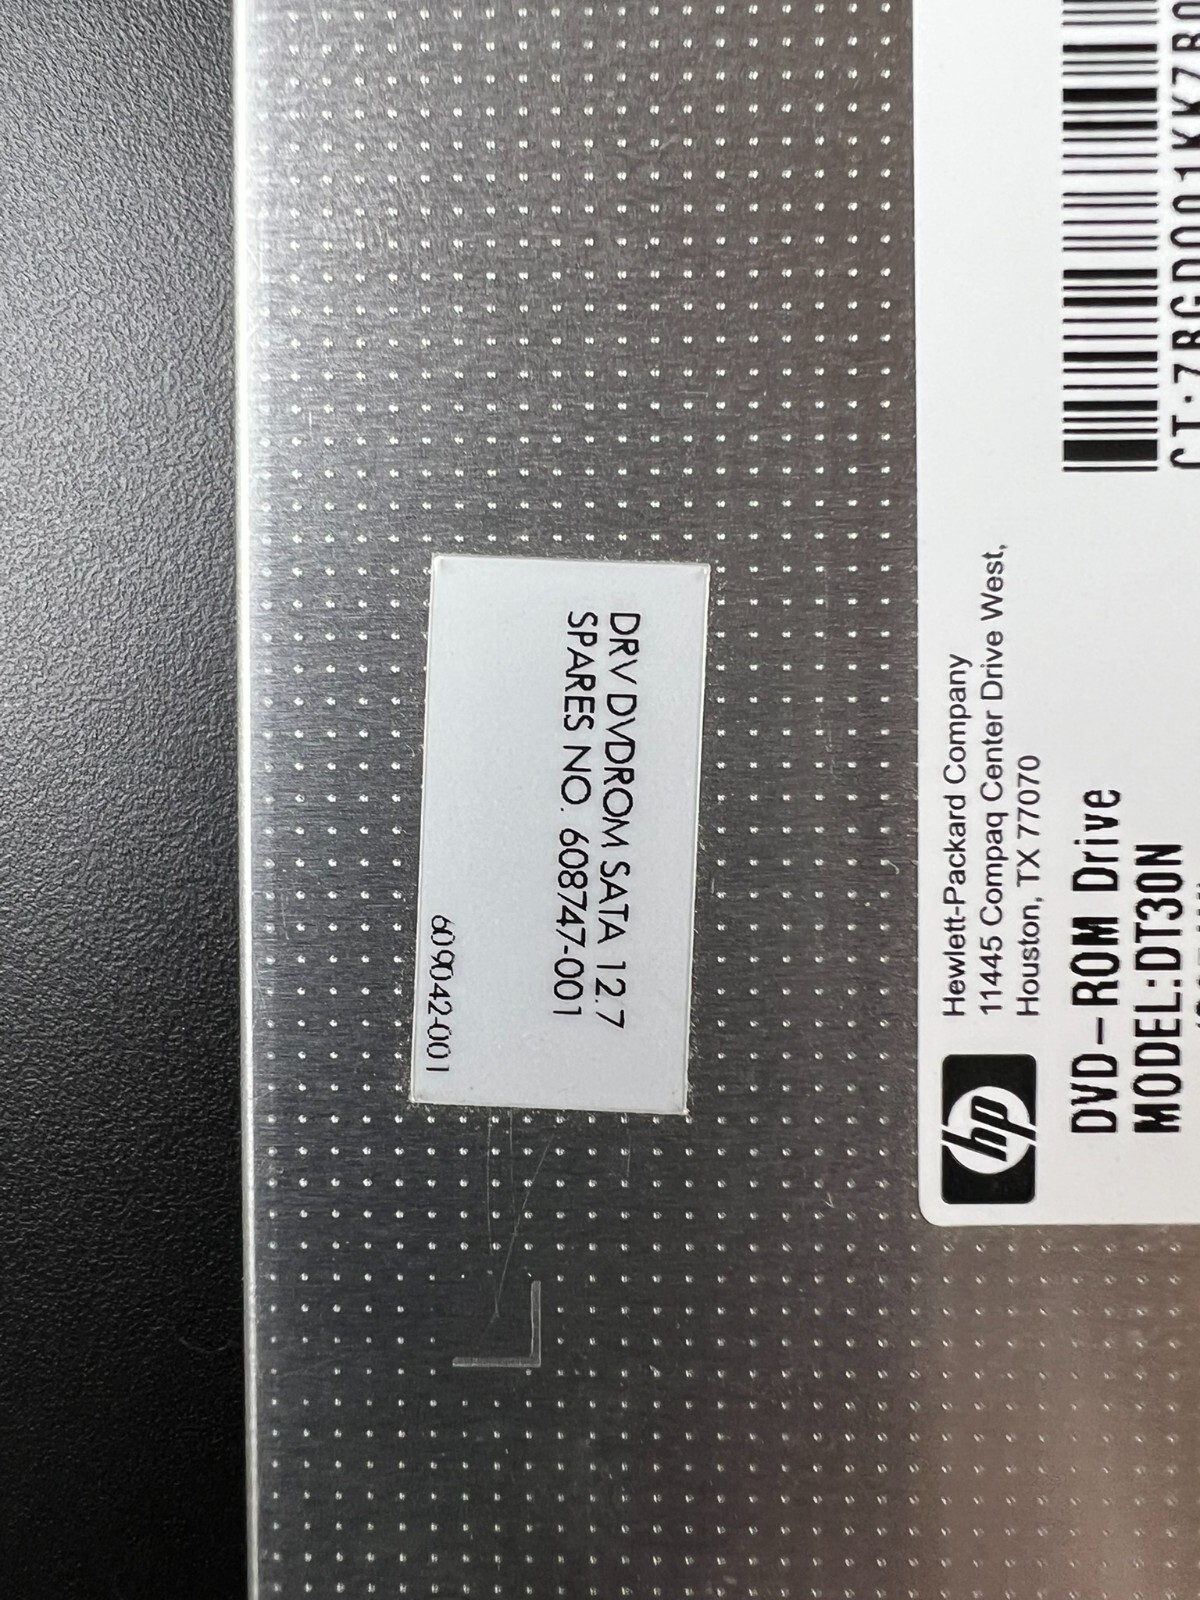 DRV DVDROM SATA 12.7
SPARES NO. 608747-001
609042-001
Hewlett-Packard Company
11445 Compaq Center Drive West,
Houston, TX 77070
hp
DVD-ROM Drive
MODEL:DT30N